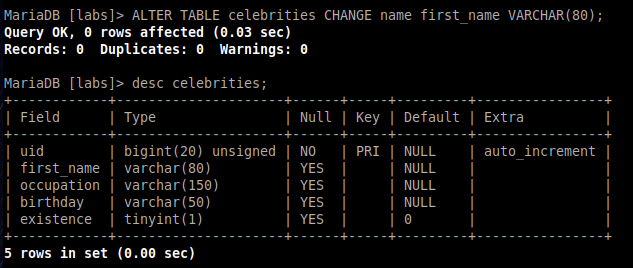 MariaDB [labs]> ALTER TABLE celebrities CHANGE name first_name VARCHAR(80);
Query OK, 0 rows affected (0.03 sec)
Records: 0  Duplicates: 0  Warnings: 0

MariaDB [labs]> desc celebrities;
+------------+---------------------+------+-----+---------+----------------+
| Field      | Type                | Null | Key | Default | Extra          |
+------------+---------------------+------+-----+---------+----------------+
| uid        | bigint(20) unsigned | NO   | PRI | NULL    | auto_increment |
| first_name | varchar(80)         | YES  |     | NULL    |                |
| occupation | varchar(150)        | YES  |     | NULL    |                |
| birthday   | varchar(50)         | YES  |     | NULL    |                |
| existence  | tinyint(1)          | YES  |     | 0       |                |
+------------+---------------------+------+-----+---------+----------------+
5 rows in set (0.00 sec)